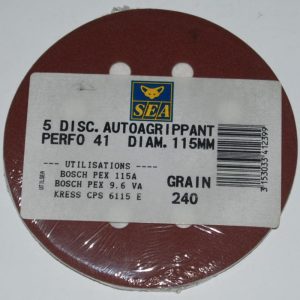 SEA
5 DISC. AUTOAGRIPPANT
PERFO 41 DIAM. 115MM
--- UTILISATIONS ----
BOSCH PEX 115A
BOSCH PEX 9.6 VA
KRESS CPS 6115 E
GRAIN
240
3153033412399